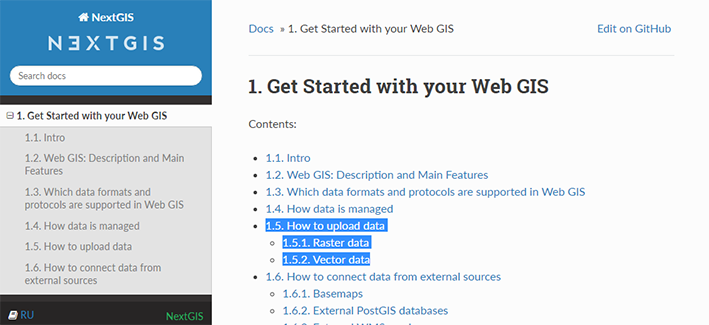 NextGIS
NEXTGIS
Search docs
1. Get Started with your Web GIS
1.1. Intro
1.2. Web GIS: Description and Main
Features
1.3. Which data formats and
protocols are supported in Web GIS
1.4. How data is managed
1.5. How to upload data
1.6. How to connect data from
external sources
RU
NextGIS
Docs » 1. Get Started with your Web GIS
Edit on GitHub
1. Get Started with your Web GIS
Contents:
1.1. Intro
1.2. Web GIS: Description and Main Features
1.3. Which data formats and protocols are supported in Web GIS
1.4. How data is managed
1.5. How to upload data
1.5.1. Raster data
1.5.2. Vector data
1.6. How to connect data from external sources
1.6.1. Basemaps
1.6.2. External PostGIS databases